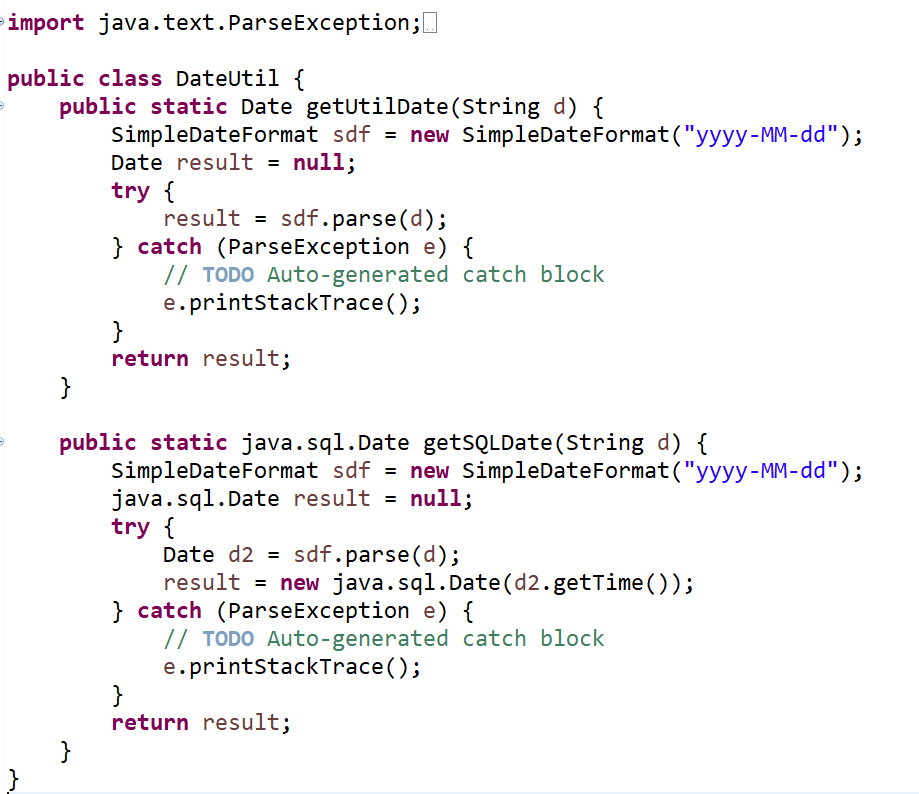 import java.text.ParseException;

public class DateUtil {
    public static Date getUtilDate(String d) {
        SimpleDateFormat sdf = new SimpleDateFormat("yyyy-MM-dd");
        Date result = null;
        try {
            result = sdf.parse(d);
        } catch (ParseException e) {
            // TODO Auto-generated catch block
            e.printStackTrace();
        }
        return result;
    }

    public static java.sql.Date getSQLDate(String d) {
        SimpleDateFormat sdf = new SimpleDateFormat("yyyy-MM-dd");
        java.sql.Date result = null;
        try {
            Date d2 = sdf.parse(d);
            result = new java.sql.Date(d2.getTime());
        } catch (ParseException e) {
            // TODO Auto-generated catch block
            e.printStackTrace();
        }
        return result;
    }
}